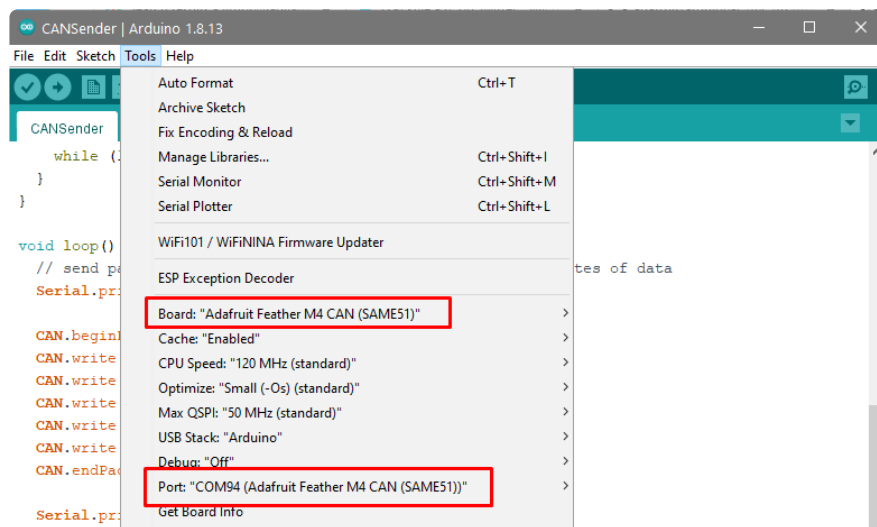 CANSender | Arduino 1.8.13
File Edit Sketch Tools Help
Auto Format Ctrl+T
Archive Sketch
Fix Encoding & Reload
Manage Libraries... Ctrl+Shift+I
Serial Monitor Ctrl+Shift+M
Serial Plotter Ctrl+Shift+L
WiFi101 / WiFiNINA Firmware Updater
ESP Exception Decoder
Board: "Adafruit Feather M4 CAN (SAME51)"
Cache: "Enabled"
CPU Speed: "120 MHz (standard)"
Optimize: "Small (-Os) (standard)"
Max QSPI: "50 MHz (standard)"
USB Stack: "Arduino"
Debug: "Off"
Port: "COM94 (Adafruit Feather M4 CAN (SAME51))"
Get Board Info
CANSender
while (
}
}
void loop()
// send pa tes of data
Serial.pri
CAN.begin
CAN.write
CAN.write
CAN.write
CAN.write
CAN.write
CAN.endPac
Serial.pr